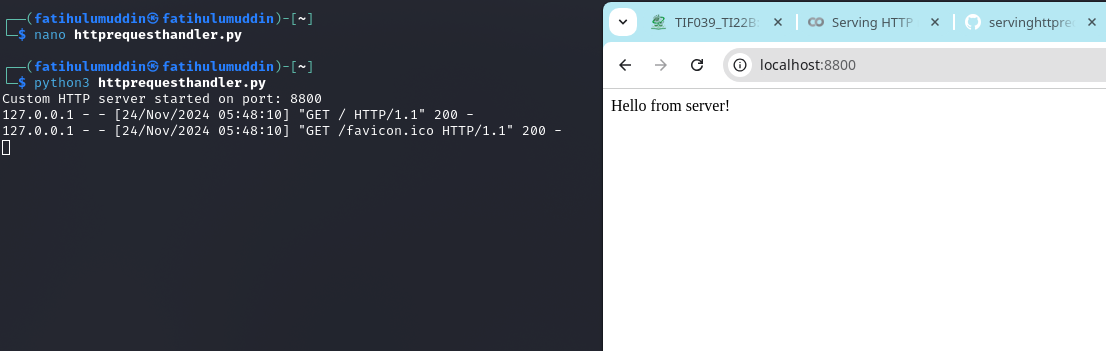 ┌──(fatihulumuddin㉿fatihulumuddin)-[~]
└─$ nano httprequesthandler.py
┌──(fatihulumuddin㉿fatihulumuddin)-[~]
└─$ python3 httprequesthandler.py
Custom HTTP server started on port: 8800
127.0.0.1 - - [24/Nov/2024 05:48:10] "GET / HTTP/1.1" 200 -
127.0.0.1 - - [24/Nov/2024 05:48:10] "GET /favicon.ico HTTP/1.1" 200 -
TIF039_TI22B Serving HTTP servinghttpre
localhost:8800
Hello from server!